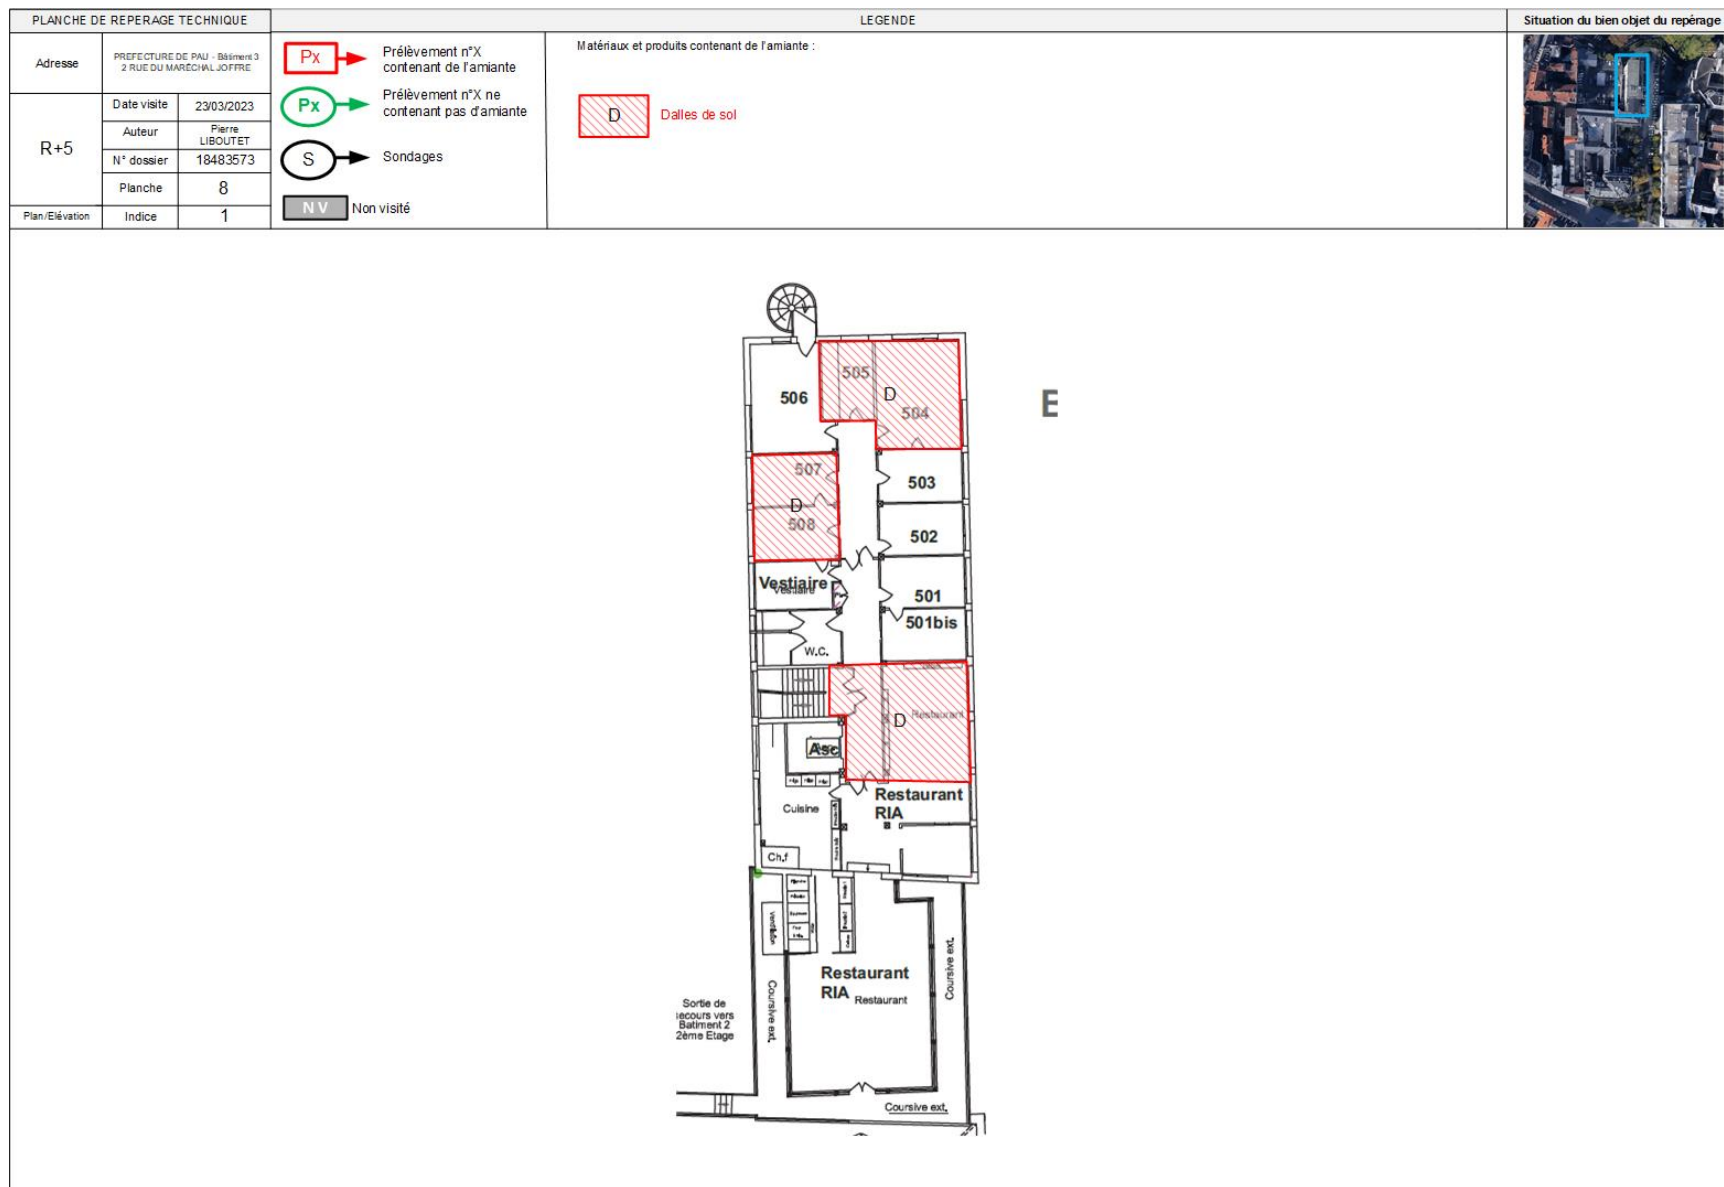 PLANCHE DE REPERAGE TECHNIQUE
LEGENDE
Situation du bien objet du repérage
Adresse
PREFECTURE DE PAU - Bâtiment 3
2 RUE DU MARÉCHAL JOFFRE
R+5
Date visite
23/03/2023
Auteur
Pierre
LIBOUTET
N° dossier
18483573
Planche
8
Plan/Elévation
Indice
1
Px
Prélèvement n°X
contenant de l'amiante
Px
Prélèvement n°X ne
contenant pas d'amiante
S
Sondages
NV
Non visité
Matériaux et produits contenant de l'amiante :
D
Dalles de sol
505
D
504
506
E
507
D
508
503
502
Vestiaire
Vestiaire
501
501bis
W.C.
D
Restaurant
Asc
Restaurant
RIA
Cuisine
Ch.f
Ventilation
Restaurant
RIA
Restaurant
Coursive ext.
Coursive ext.
Sortie de
secours vers
Batiment 2
2ème Etage
Coursive ext.